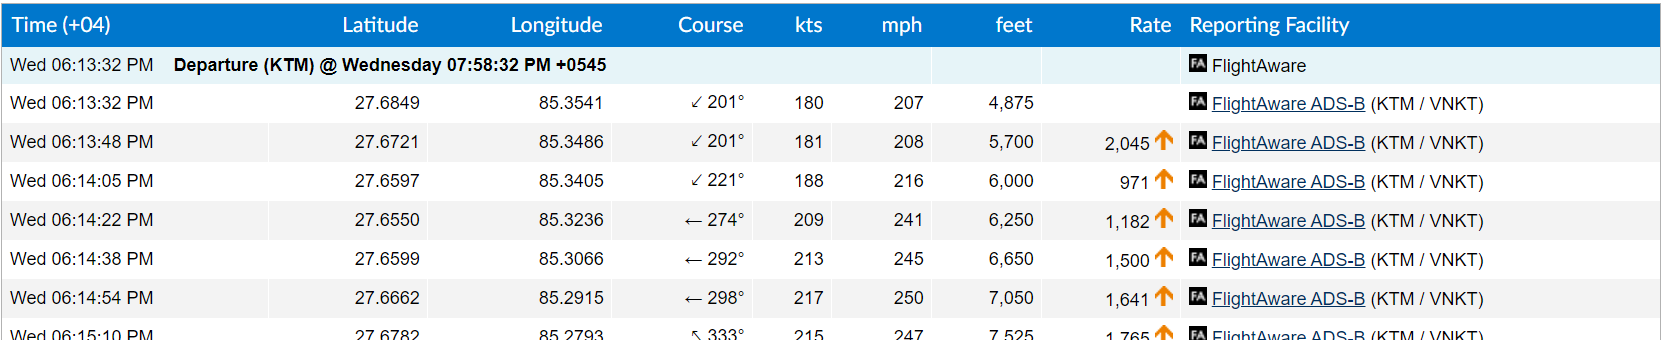 Time (+04) Latitude Longitude Course kts mph feet Rate Reporting Facility
Wed 06:13:32 PM Departure (KTM) @ Wednesday 07:58:32 PM +0545 FA FlightAware
Wed 06:13:32 PM 27.6849 85.3541 ↙ 201° 180 207 4,875 FA FlightAware ADS-B (KTM / VNKT)
Wed 06:13:48 PM 27.6721 85.3486 ↙ 201° 181 208 5,700 2,045 FA FlightAware ADS-B (KTM / VNKT)
Wed 06:14:05 PM 27.6597 85.3405 ↙ 221° 188 216 6,000 971 FA FlightAware ADS-B (KTM / VNKT)
Wed 06:14:22 PM 27.6550 85.3236 ← 274° 209 241 6,250 1,182 FA FlightAware ADS-B (KTM / VNKT)
Wed 06:14:38 PM 27.6599 85.3066 ← 292° 213 245 6,650 1,500 FA FlightAware ADS-B (KTM / VNKT)
Wed 06:14:54 PM 27.6662 85.2915 ← 298° 217 250 7,050 1,641 FA FlightAware ADS-B (KTM / VNKT)
Wed 06:15:10 PM 27.6782 85.2793 ↖ 333° 215 247 7,525 1,765 FA FlightAware ADS-B (KTM / VNKT)